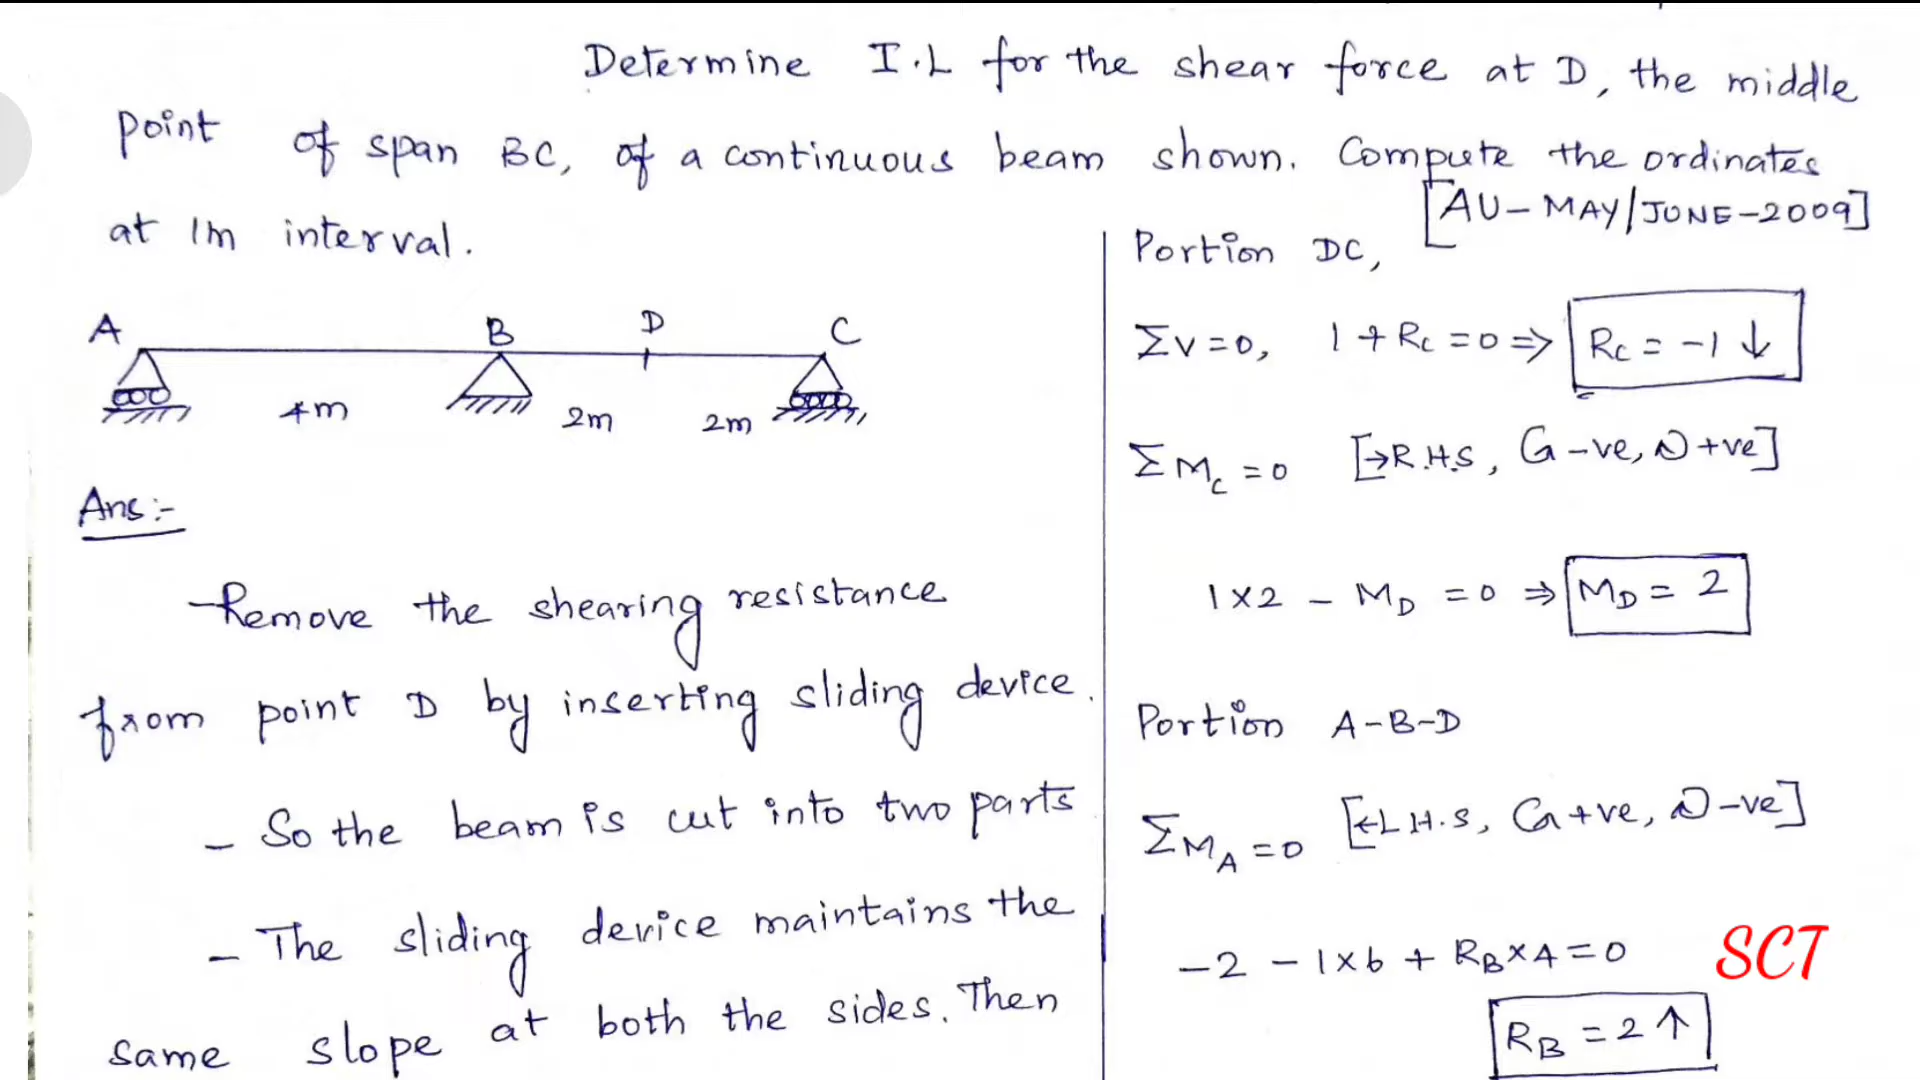 Determine I.L for the shear force at D, the middle
point of span BC, of a continuous beam shown. Compute the ordinates
at 1m interval.
[AU-MAY/JUNE-2009]
A B D C
4m 2m 2m
Ans:-
-Remove the shearing resistance
from point D by inserting sliding device.
- So the beam is cut into two parts
- The sliding device maintains the
same slope at both the sides. Then
Portion DC,
ΣV=0, 1+Rc=0 ⇒ Rc = -1 ↓
ΣMc=0 [→R.H.S, ↺ -ve, ↻ +ve]
1×2 - MD = 0 ⇒ MD = 2
Portion A-B-D
ΣMA=0 [←L.H.S, ↺ +ve, ↻ -ve]
-2 - 1×6 + RB×4=0
RB = 2 ↑
SCT